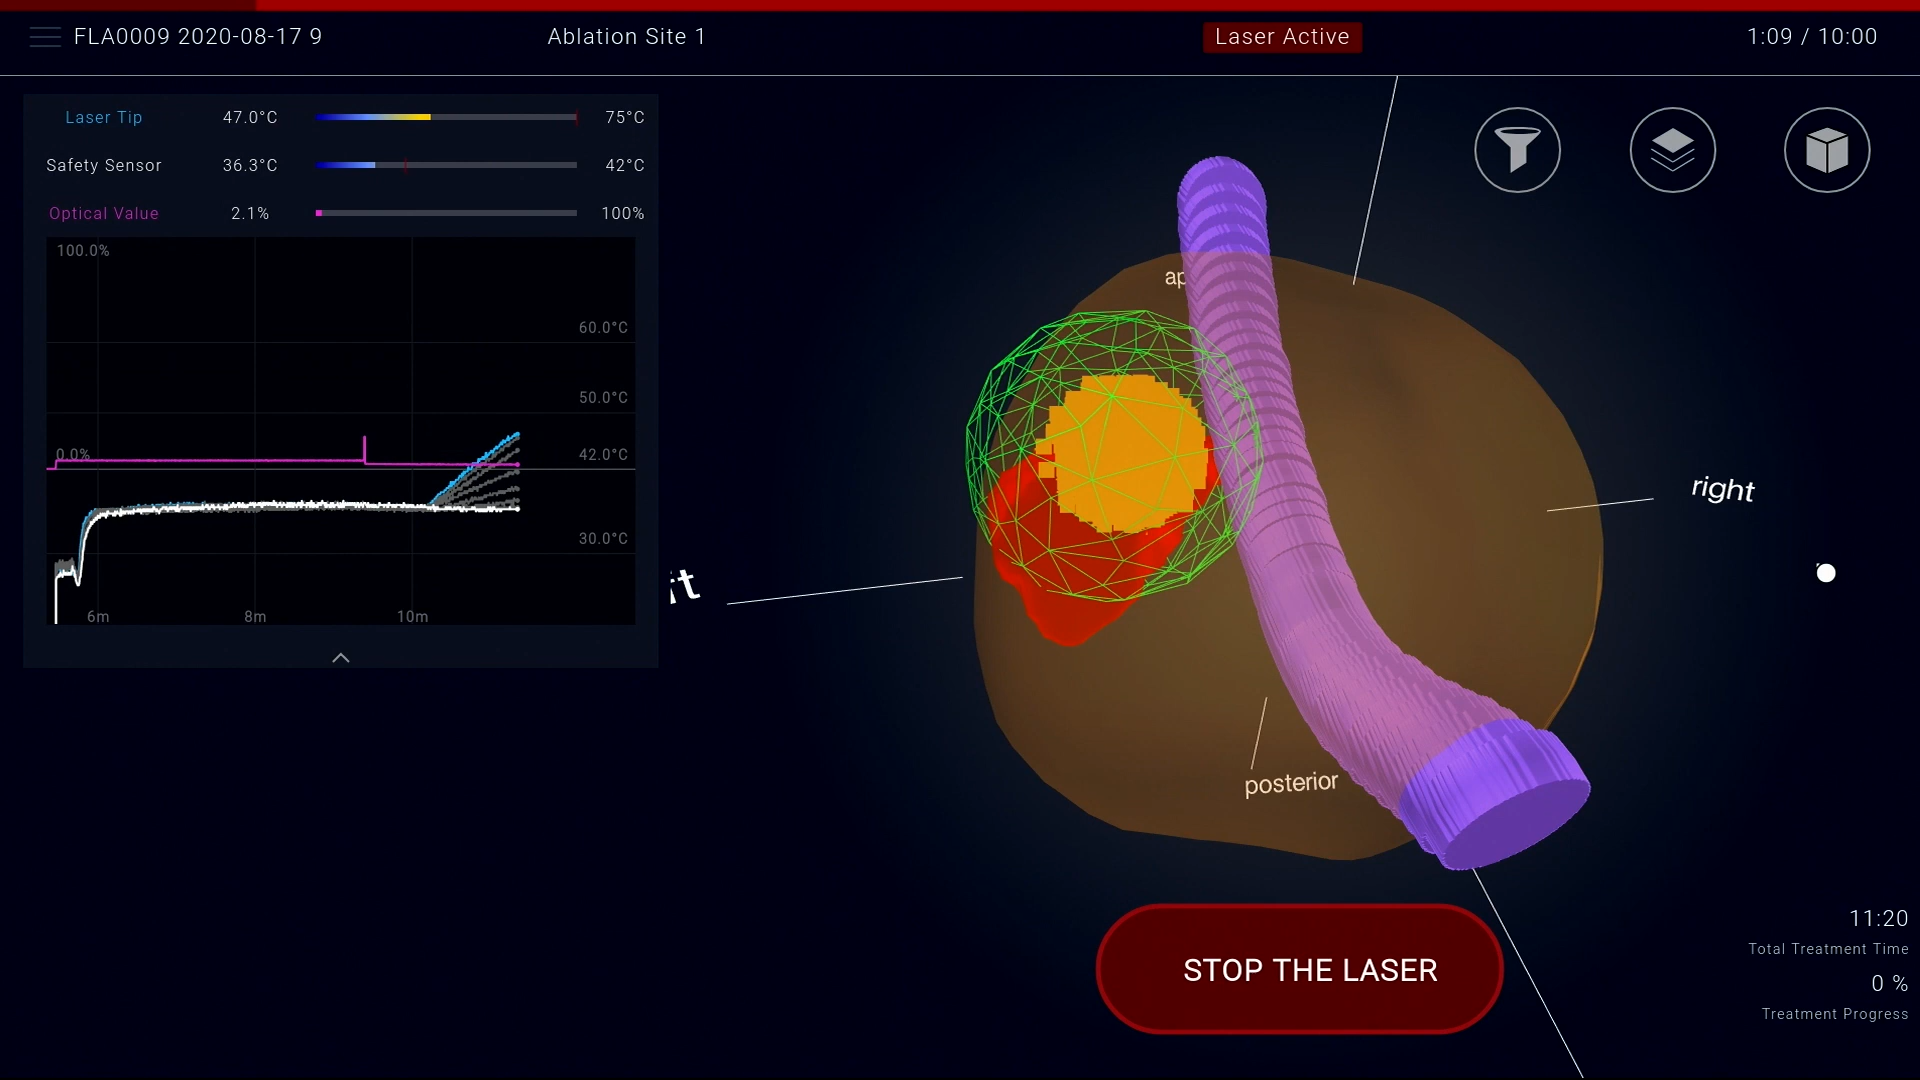 FLA0009 2020-08-17 9
Ablation Site 1
Laser Active
1:09 / 10:00
Laser Tip 47.0°C 75°C
Safety Sensor 36.3°C 42°C
Optical Value 2.1% 100%
100.0%
60.0°C
50.0°C
0.0%
42.0°C
30.0°C
6m 8m 10m
right
posterior
STOP THE LASER
11:20
Total Treatment Time
0 %
Treatment Progress